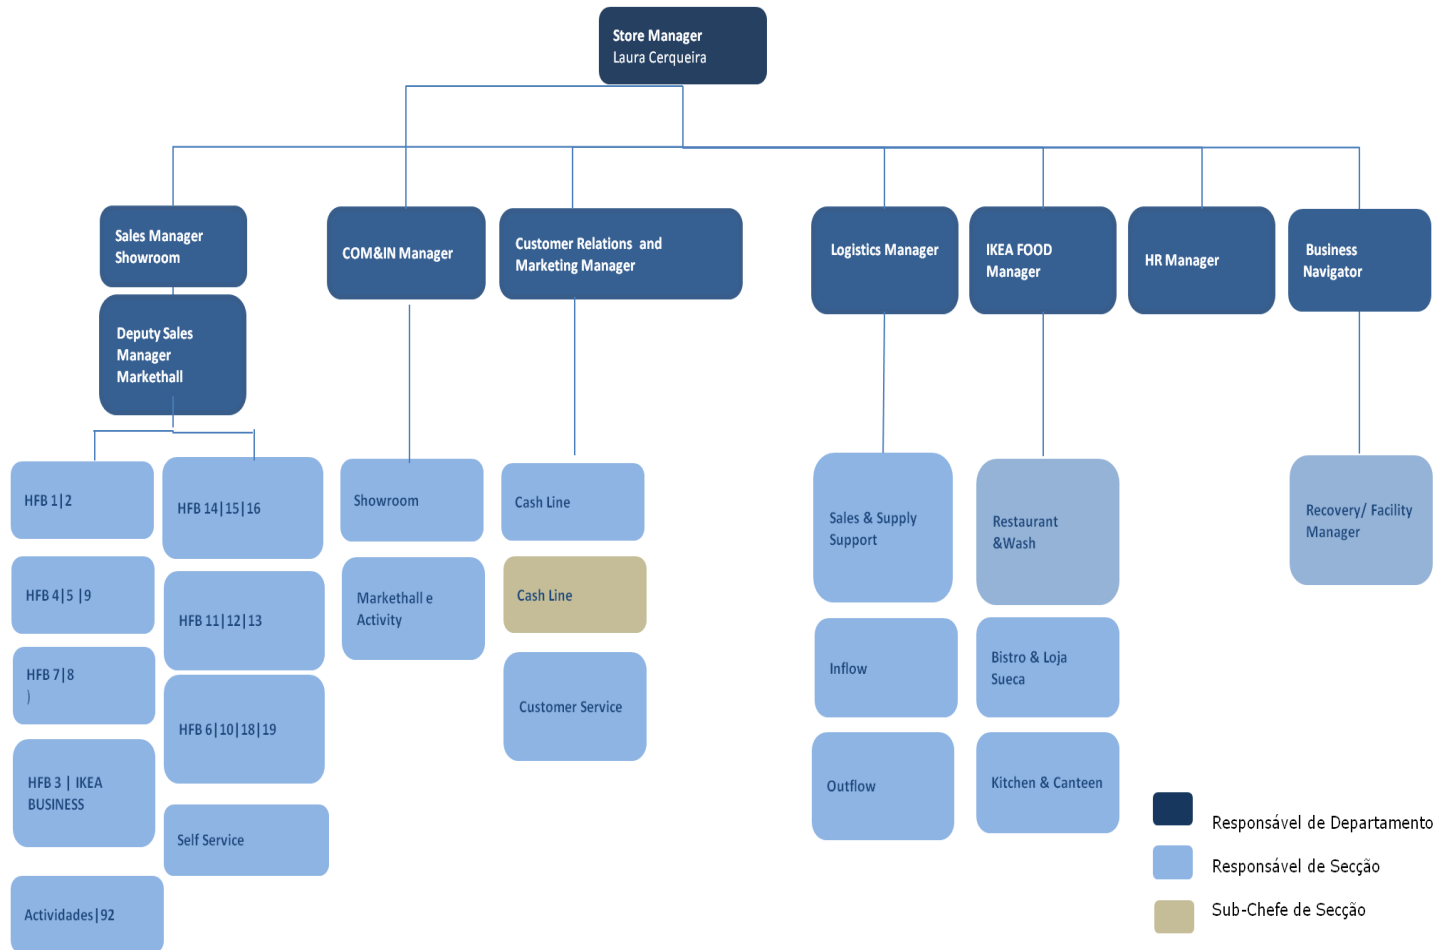 Store Manager
Laura Cerqueira
Sales Manager
Showroom
COM&IN Manager
Customer Relations and
Marketing Manager
Logistics Manager
IKEA FOOD
Manager
HR Manager
Business
Navigator
Deputy Sales
Manager
Markethall
HFB 1|2
HFB 4|5 |9
HFB 7|8
)
HFB 3 | IKEA
BUSINESS
Actividades|92
HFB 14|15|16
HFB 11|12|13
HFB 6|10|18|19
Self Service
Showroom
Markethall e
Activity
Cash Line
Cash Line
Customer Service
Sales & Supply
Support
Inflow
Outflow
Restaurant
&Wash
Bistro & Loja
Sueca
Kitchen & Canteen
Recovery/ Facility
Manager
Responsável de Departamento
Responsável de Secção
Sub-Chefe de Secção